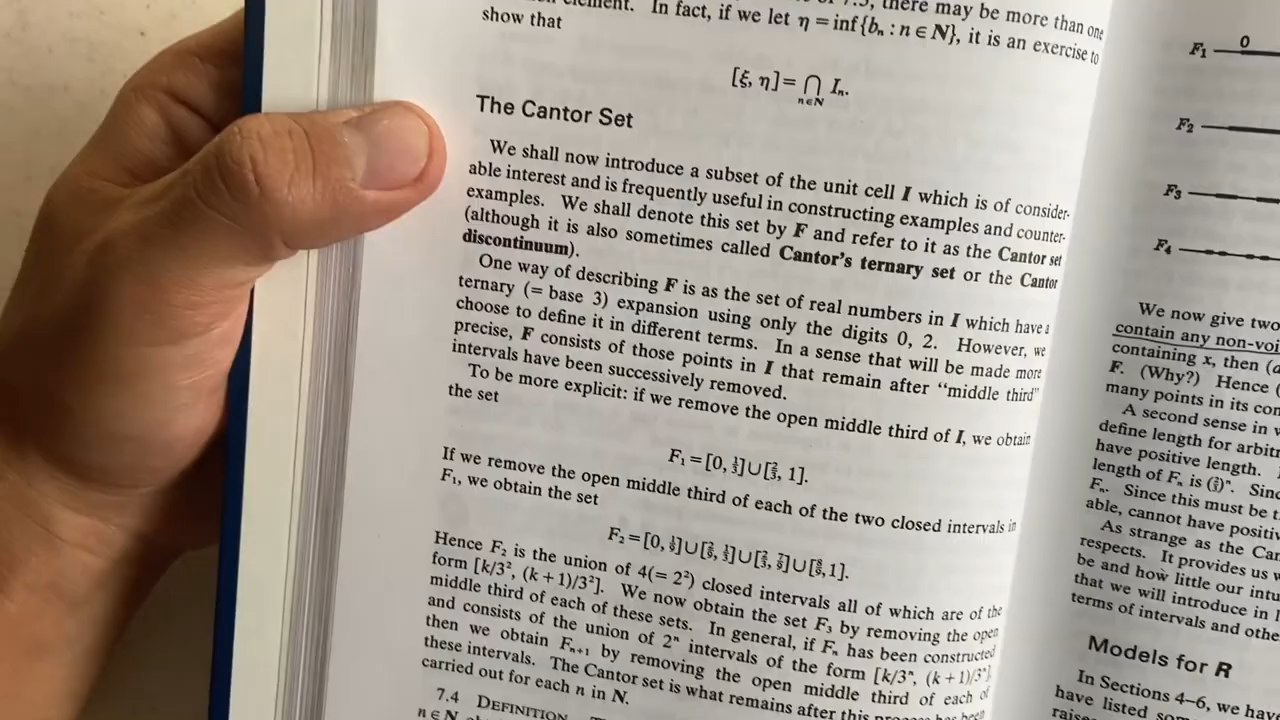 element. In fact, if we let η = inf{bₙ : n ∈ N}, it is an exercise to
there may be more than one
show that
[ξ, η] = ⋂ Iₙ.
n∈N
The Cantor Set
We shall now introduce a subset of the unit cell I which is of consider-
able interest and is frequently useful in constructing examples and counter-
examples. We shall denote this set by F and refer to it as the Cantor set
(although it is also sometimes called Cantor's ternary set or the Cantor
discontinuum).
One way of describing F is as the set of real numbers in I which have a
ternary (= base 3) expansion using only the digits 0, 2. However, we
choose to define it in different terms. In a sense that will be made more
precise, F consists of those points in I that remain after "middle third"
intervals have been successively removed.
To be more explicit: if we remove the open middle third of I, we obtain
the set
F₁ = [0, ⅓] ∪ [⅔, 1].
If we remove the open middle third of each of the two closed intervals in
F₁, we obtain the set
F₂ = [0, 1/9] ∪ [2/9, 1/3] ∪ [2/3, 7/9] ∪ [8/9, 1].
Hence F₂ is the union of 4(= 2²) closed intervals all of which are of the
form [k/3², (k + 1)/3²]. We now obtain the set F₃ by removing the open
middle third of each of these sets. In general, if Fₙ has been constructed
and consists of the union of 2ⁿ intervals of the form [k/3ⁿ, (k + 1)/3ⁿ],
then we obtain Fₙ₊₁ by removing the open middle third of each of
these intervals. The Cantor set is what remains after this process has been
carried out for each n in N.
7.4 DEFINITION.
n ∈ N
F₁
0
F₂
F₃
F₄
We now give two
contain any non-voi
containing x, then (
F. (Why?) Hence (
many points in its con
A second sense in
define length for arbitr
have positive length.
length of Fₙ is (⅔)ⁿ. Sinc
Fₙ. Since this must be t
able, cannot have positiv
As strange as the Can
respects. It provides us
be and how little our intu
that we will introduce in
terms of intervals and othe
Models for R
In Sections 4–6, we hav
have listed som
raise